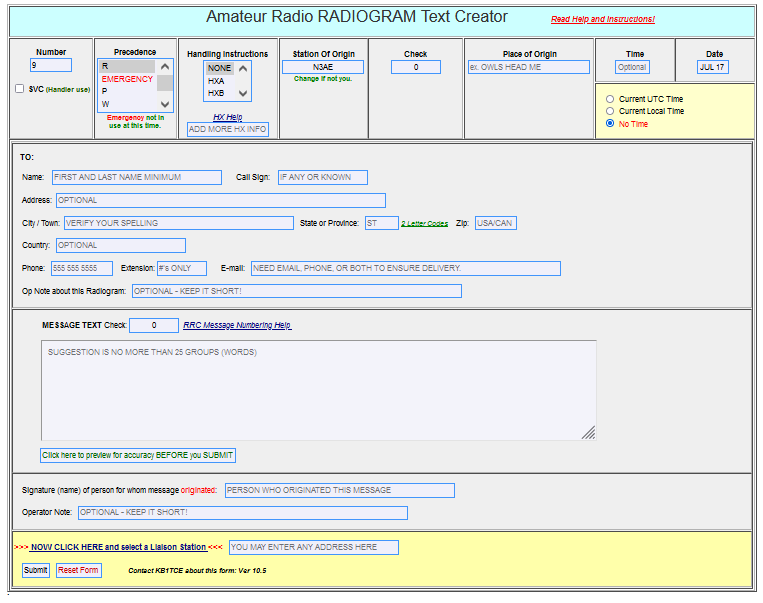 Amateur Radio RADIOGRAM Text Creator Read Help and Instructions!
Number Precedence Handling Instructions Station Of Origin Check Place of Origin Time Date
9 R NONE N3AE 0 ex. OWLS HEAD ME Optional JUL 17
EMERGENCY HXA Change if not you.
SVC (Handler use) P HXB Current UTC Time
W Current Local Time
Emergency not in HX Help No Time
use at this time. ADD MORE HX INFO
TO:
Name: FIRST AND LAST NAME MINIMUM Call Sign: IF ANY OR KNOWN
Address: OPTIONAL
City / Town: VERIFY YOUR SPELLING State or Province: ST 2 Letter Codes Zip: USA/CAN
Country: OPTIONAL
Phone: 555 555 5555 Extension: #'s ONLY E-mail: NEED EMAIL, PHONE, OR BOTH TO ENSURE DELIVERY.
Op Note about this Radiogram: OPTIONAL - KEEP IT SHORT!
MESSAGE TEXT Check: 0 RRC Message Numbering Help
SUGGESTION IS NO MORE THAN 25 GROUPS (WORDS)
Click here to preview for accuracy BEFORE you SUBMIT
Signature (name) of person for whom message originated: PERSON WHO ORIGINATED THIS MESSAGE
Operator Note: OPTIONAL - KEEP IT SHORT!
>>> NOW CLICK HERE and select a Liaison Station <<< YOU MAY ENTER ANY ADDRESS HERE
Submit Reset Form Contact KB1TCE about this form: Ver 10.5